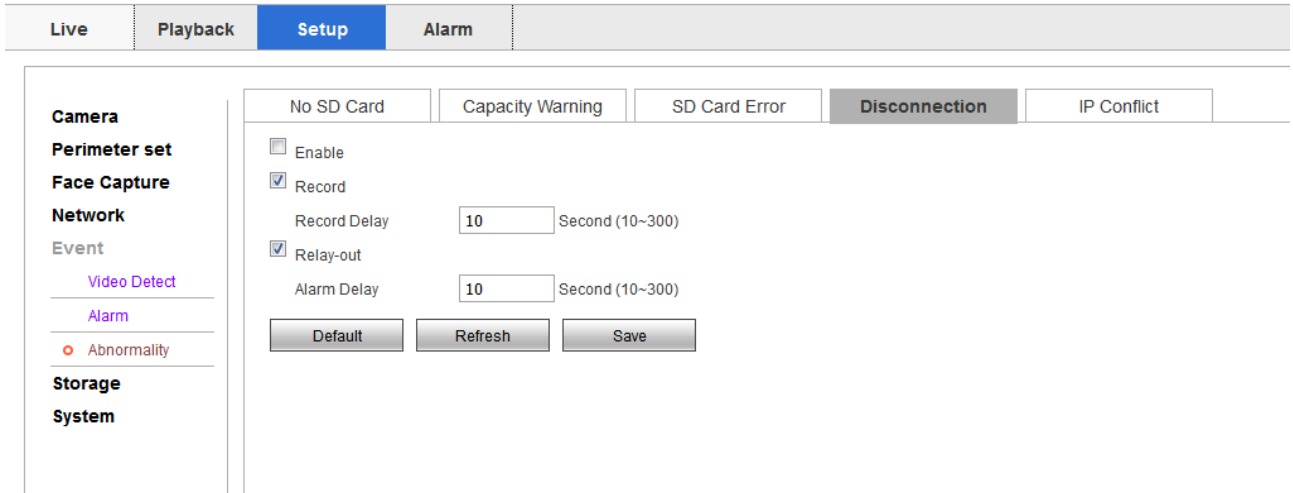 Live Playback Setup Alarm
No SD Card Capacity Warning SD Card Error Disconnection IP Conflict
Camera
Perimeter set
Face Capture
Network
Event
Video Detect
Alarm
Abnormality
Storage
System
Enable
Record
Record Delay 10 Second (10~300)
Relay-out
Alarm Delay 10 Second (10~300)
Default Refresh Save